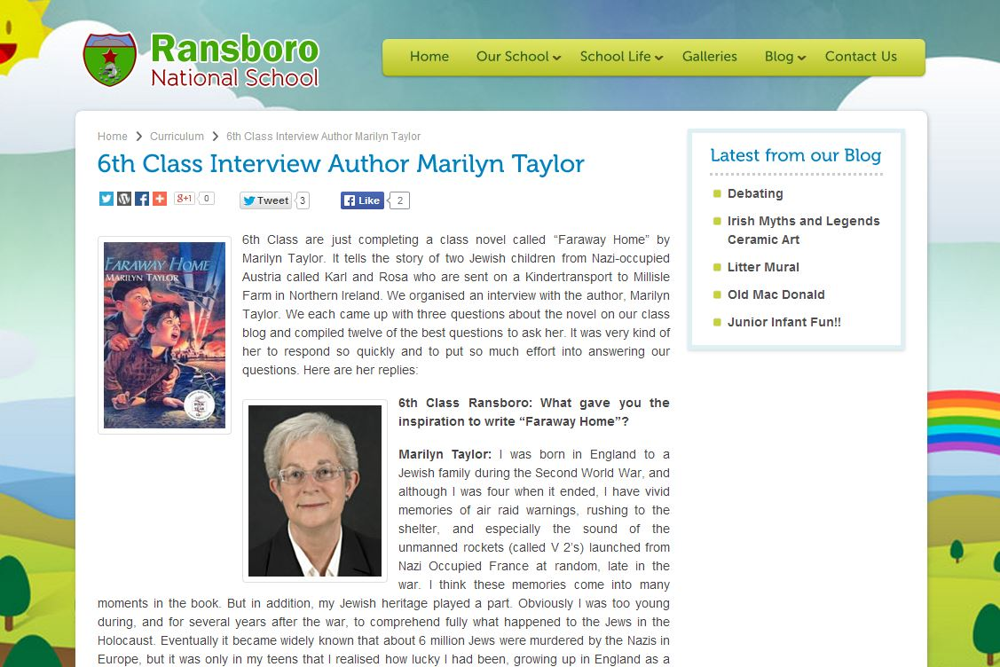 Ransboro
National School
Home Our School School Life Galleries Blog Contact Us
Home > Curriculum > 6th Class Interview Author Marilyn Taylor
6th Class Interview Author Marilyn Taylor
g+1 0 Tweet 3 Like 2
FARAWAY HOME
MARILYN TAYLOR
6th Class are just completing a class novel called “Faraway Home” by
Marilyn Taylor. It tells the story of two Jewish children from Nazi-occupied
Austria called Karl and Rosa who are sent on a Kindertransport to Millisle
Farm in Northern Ireland. We organised an interview with the author, Marilyn
Taylor. We each came up with three questions about the novel on our class
blog and compiled twelve of the best questions to ask her. It was very kind of
her to respond so quickly and to put so much effort into answering our
questions. Here are her replies:
6th Class Ransboro: What gave you the
inspiration to write “Faraway Home”?
Marilyn Taylor: I was born in England to a
Jewish family during the Second World War, and
although I was four when it ended, I have vivid
memories of air raid warnings, rushing to the
shelter, and especially the sound of the
unmanned rockets (called V 2’s) launched from
Nazi Occupied France at random, late in the
war. I think these memories come into many
moments in the book. But in addition, my Jewish heritage played a part. Obviously I was too young
during, and for several years after the war, to comprehend fully what happened to the Jews in the
Holocaust. Eventually it became widely known that about 6 million Jews were murdered by the Nazis in
Europe, but it was only in my teens that I realised how lucky I had been, growing up in England as a
Latest from our Blog
Debating
Irish Myths and Legends
Ceramic Art
Litter Mural
Old Mac Donald
Junior Infant Fun!!